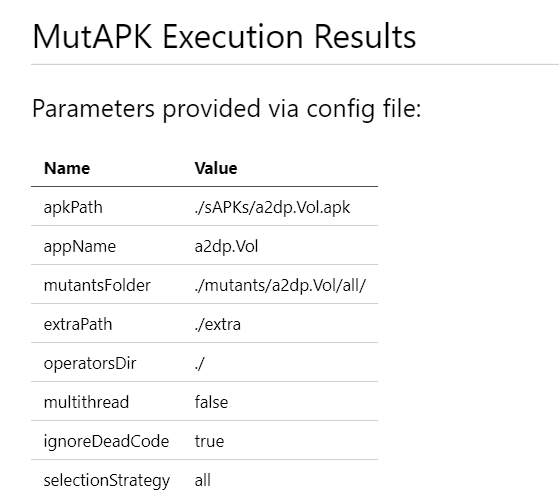 MutAPK Execution Results
Parameters provided via config file:
Name Value
apkPath ./sAPKs/a2dp.Vol.apk
appName a2dp.Vol
mutantsFolder ./mutants/a2dp.Vol/all/
extraPath ./extra
operatorsDir ./
multithread false
ignoreDeadCode true
selectionStrategy all